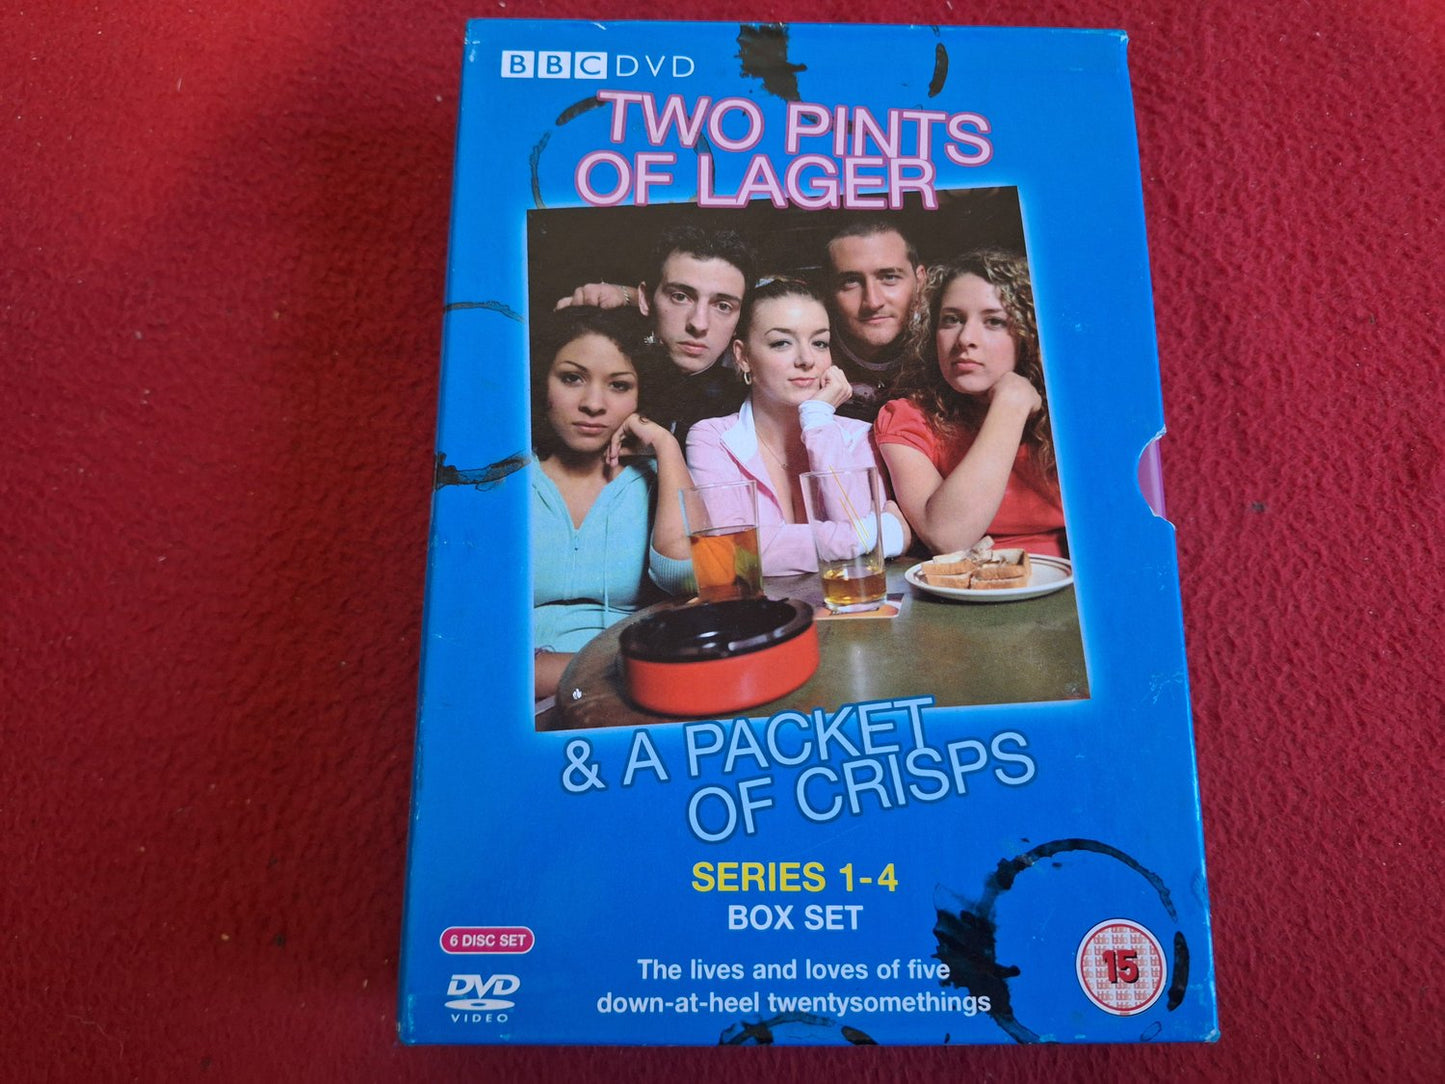 BBC DVD
TWO PINTS
OF LAGER
& A PACKET
OF CRISPS
SERIES 1-4
BOX SET
6 DISC SET
The lives and loves of five
down-at-heel twentysomethings
DVD
VIDEO
15